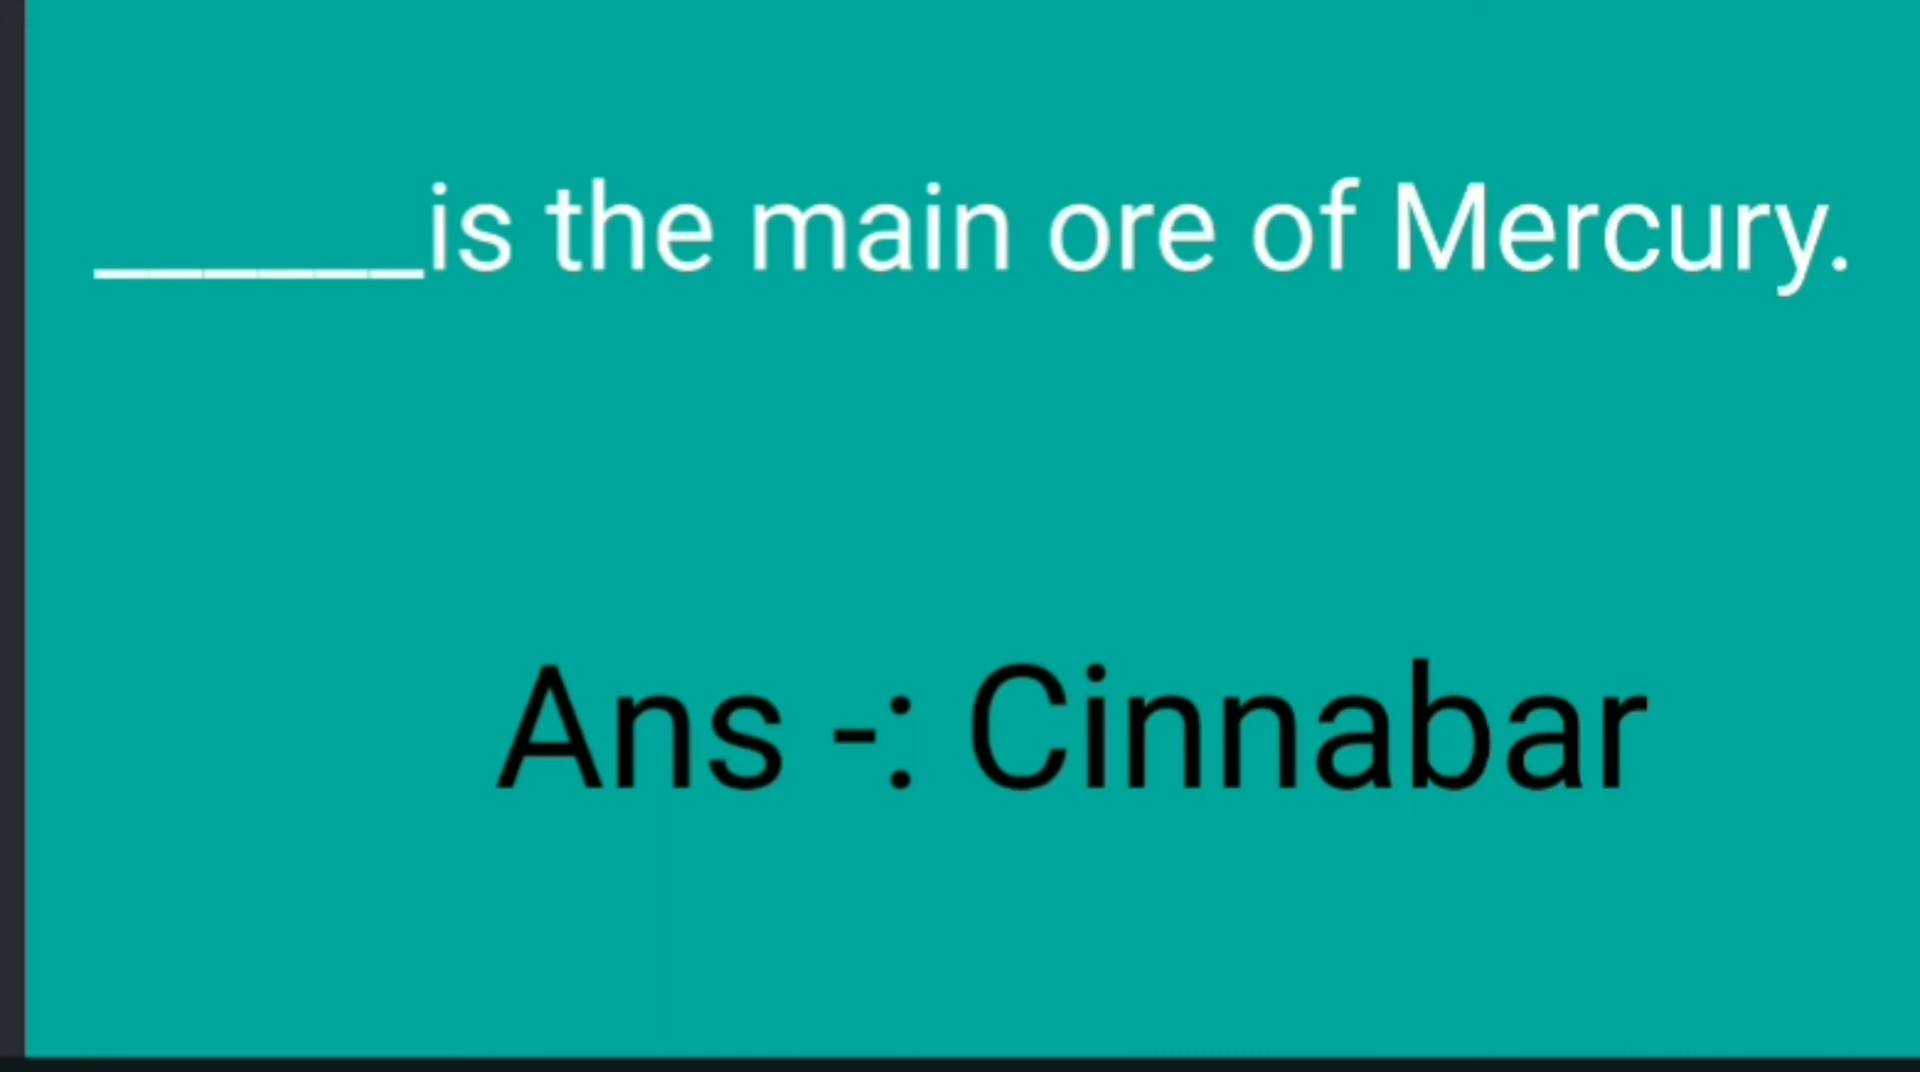 ______is the main ore of Mercury.
Ans -: Cinnabar